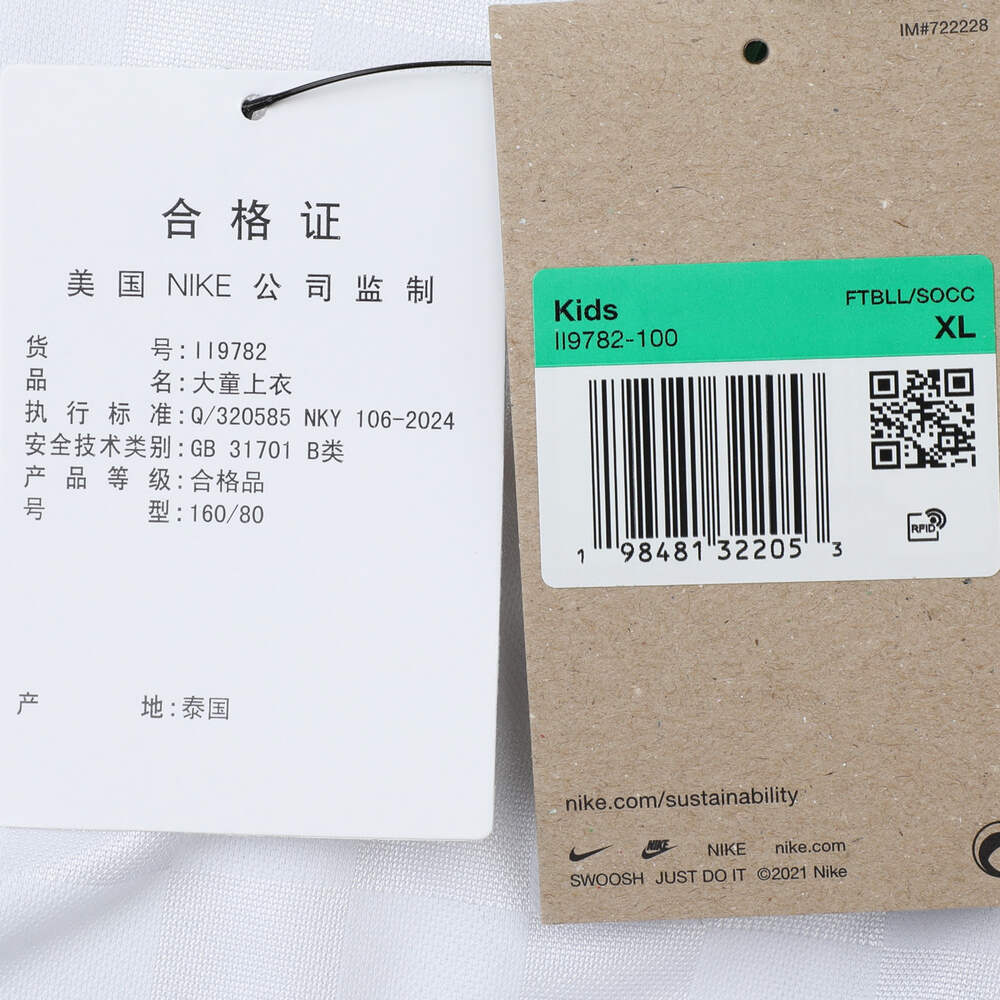 合格证
美国 NIKE 公司监制
货号:II9782
品名:大童上衣
执行标准:Q/320585 NKY 106-2024
安全技术类别:GB 31701 B类
产品等级:合格品
号型:160/80
产地:泰国
IM#722228
Kids
II9782-100
FTBLL/SOCC
XL
1 98481 32205 3
RFID
nike.com/sustainability
NIKE NIKE nike.com
SWOOSH JUST DO IT ©2021 Nike